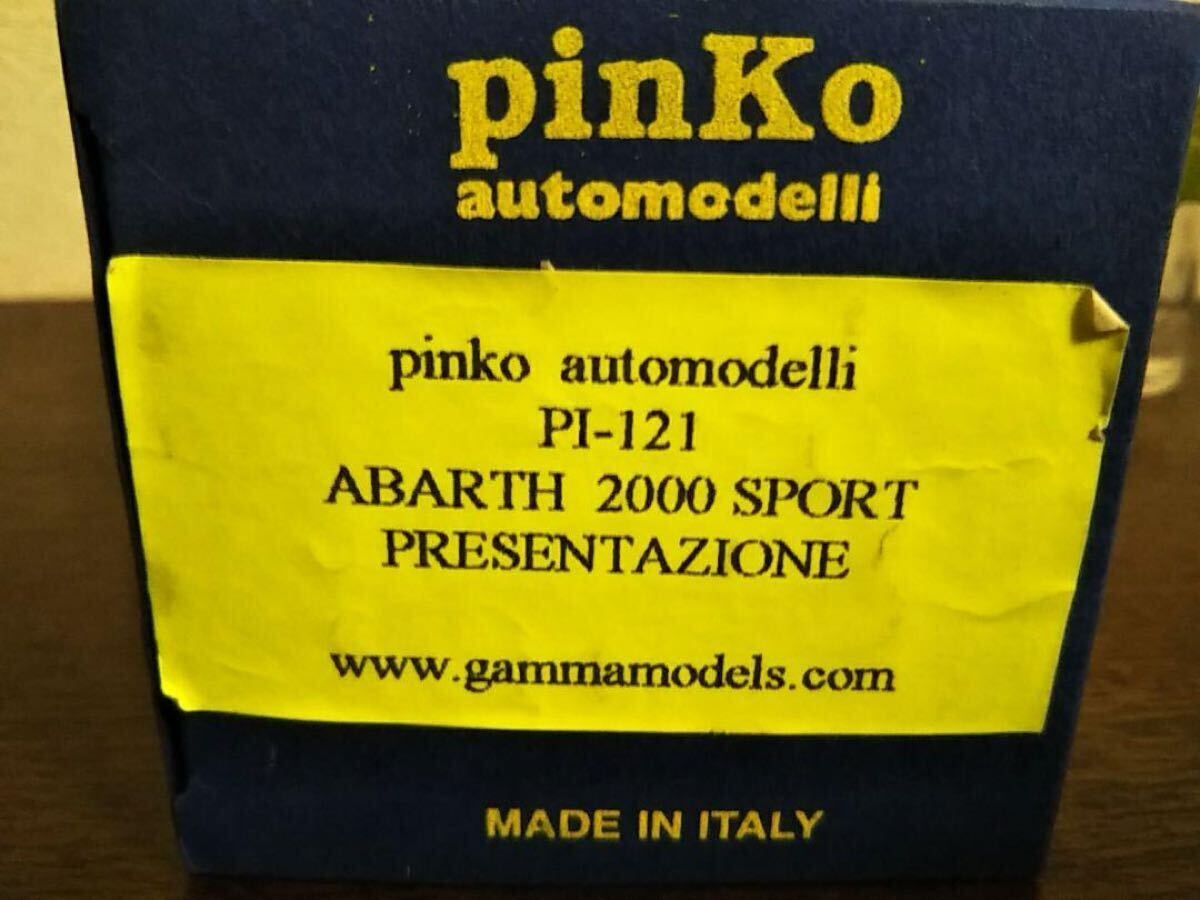 pinKo
automodelli
pinko automodelli
PI-121
ABARTH 2000 SPORT
PRESENTAZIONE
www.gammamodels.com
MADE IN ITALY